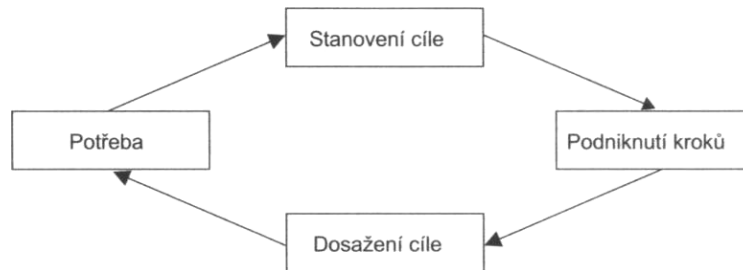 Stanovení cíle
Potřeba
Podniknutí kroků
Dosažení cíle